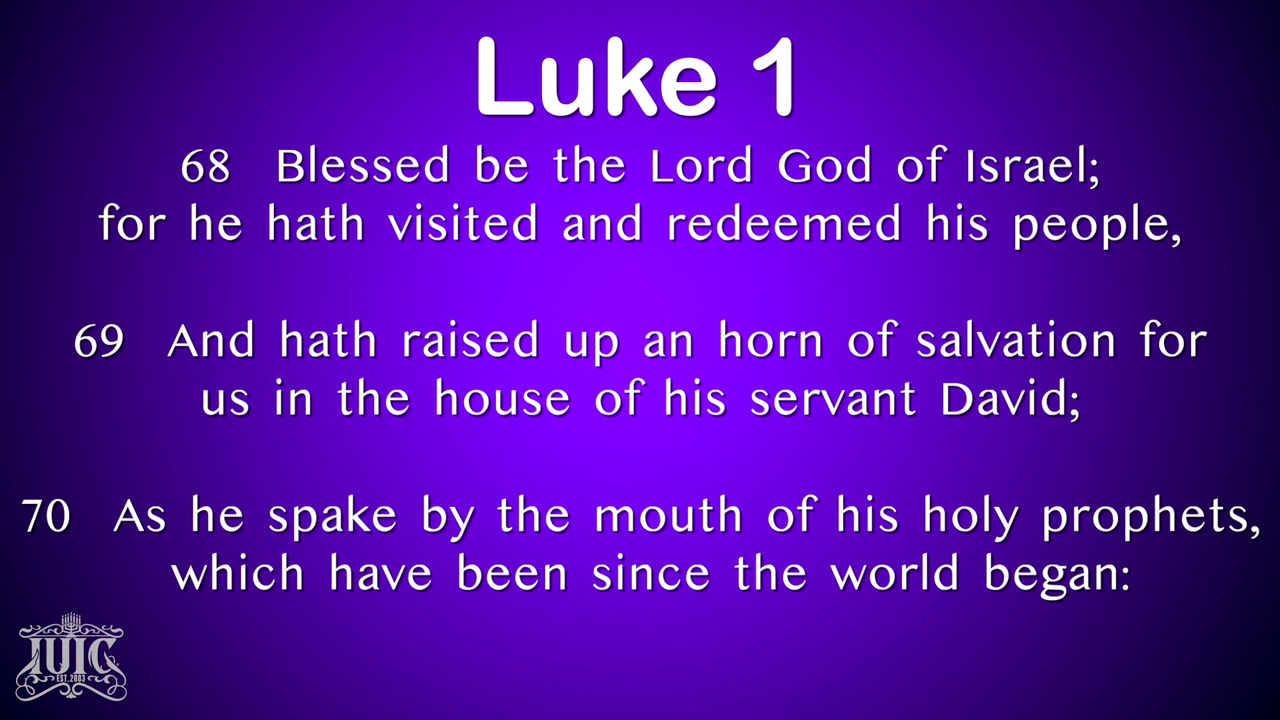 Luke 1
68 Blessed be the Lord God of Israel;
for he hath visited and redeemed his people,
69 And hath raised up an horn of salvation for
us in the house of his servant David;
70 As he spake by the mouth of his holy prophets,
which have been since the world began:
IUIC
EST. 2003